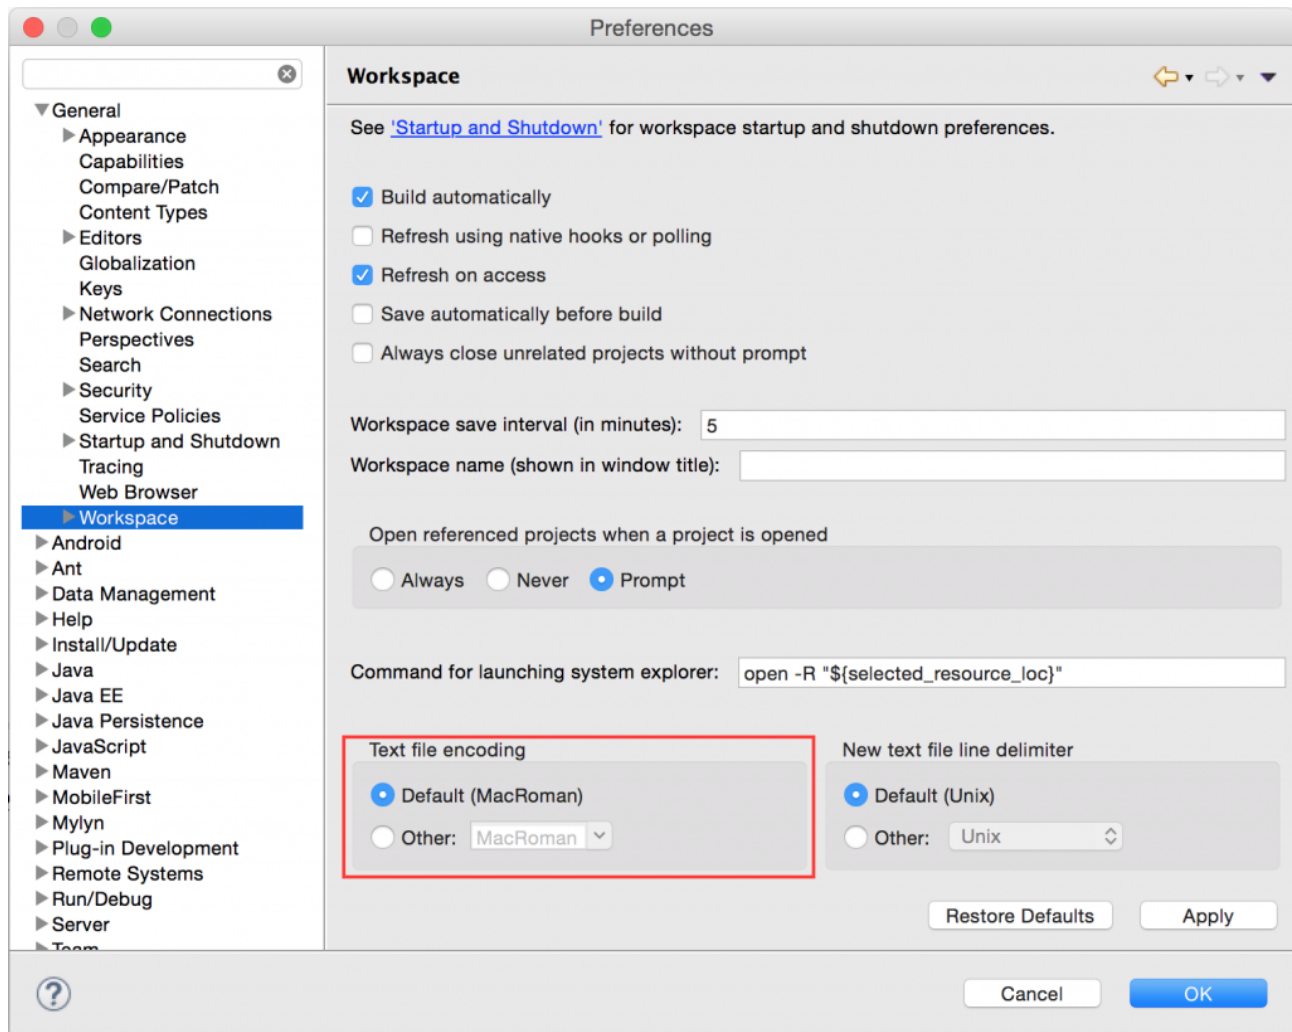 Preferences
Workspace
General
Appearance
Capabilities
Compare/Patch
Content Types
Editors
Globalization
Keys
Network Connections
Perspectives
Search
Security
Service Policies
Startup and Shutdown
Tracing
Web Browser
Workspace
Android
Ant
Data Management
Help
Install/Update
Java
Java EE
Java Persistence
JavaScript
Maven
MobileFirst
Mylyn
Plug-in Development
Remote Systems
Run/Debug
Server
Team
See 'Startup and Shutdown' for workspace startup and shutdown preferences.
Build automatically
Refresh using native hooks or polling
Refresh on access
Save automatically before build
Always close unrelated projects without prompt
Workspace save interval (in minutes): 5
Workspace name (shown in window title):
Open referenced projects when a project is opened
Always Never Prompt
Command for launching system explorer: open -R "${selected_resource_loc}"
Text file encoding
Default (MacRoman)
Other: MacRoman
New text file line delimiter
Default (Unix)
Other: Unix
Restore Defaults Apply
? Cancel OK